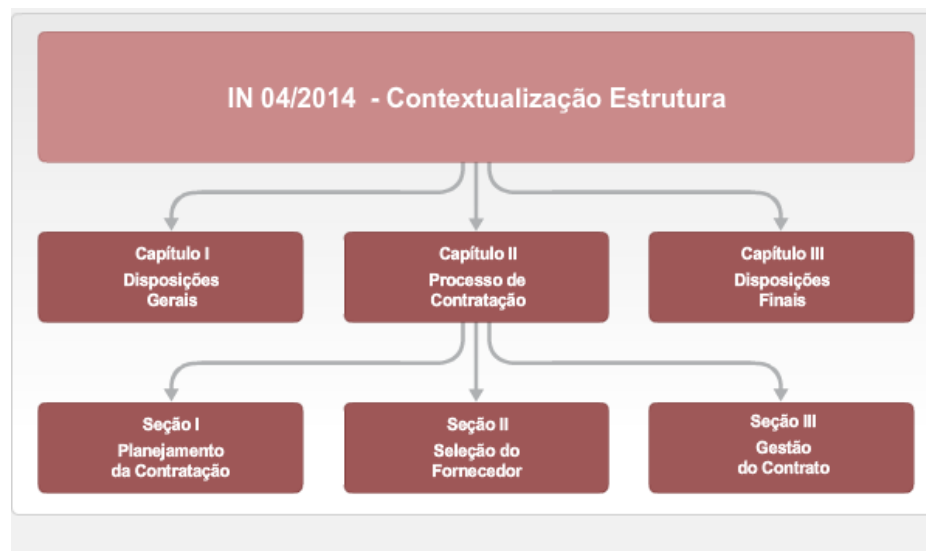 IN 04/2014 - Contextualização Estrutura
Capítulo I
Disposições
Gerais
Capítulo II
Processo de
Contratação
Capítulo III
Disposições
Finais
Seção I
Planejamento
da Contratação
Seção II
Seleção do
Fornecedor
Seção III
Gestão
do Contrato